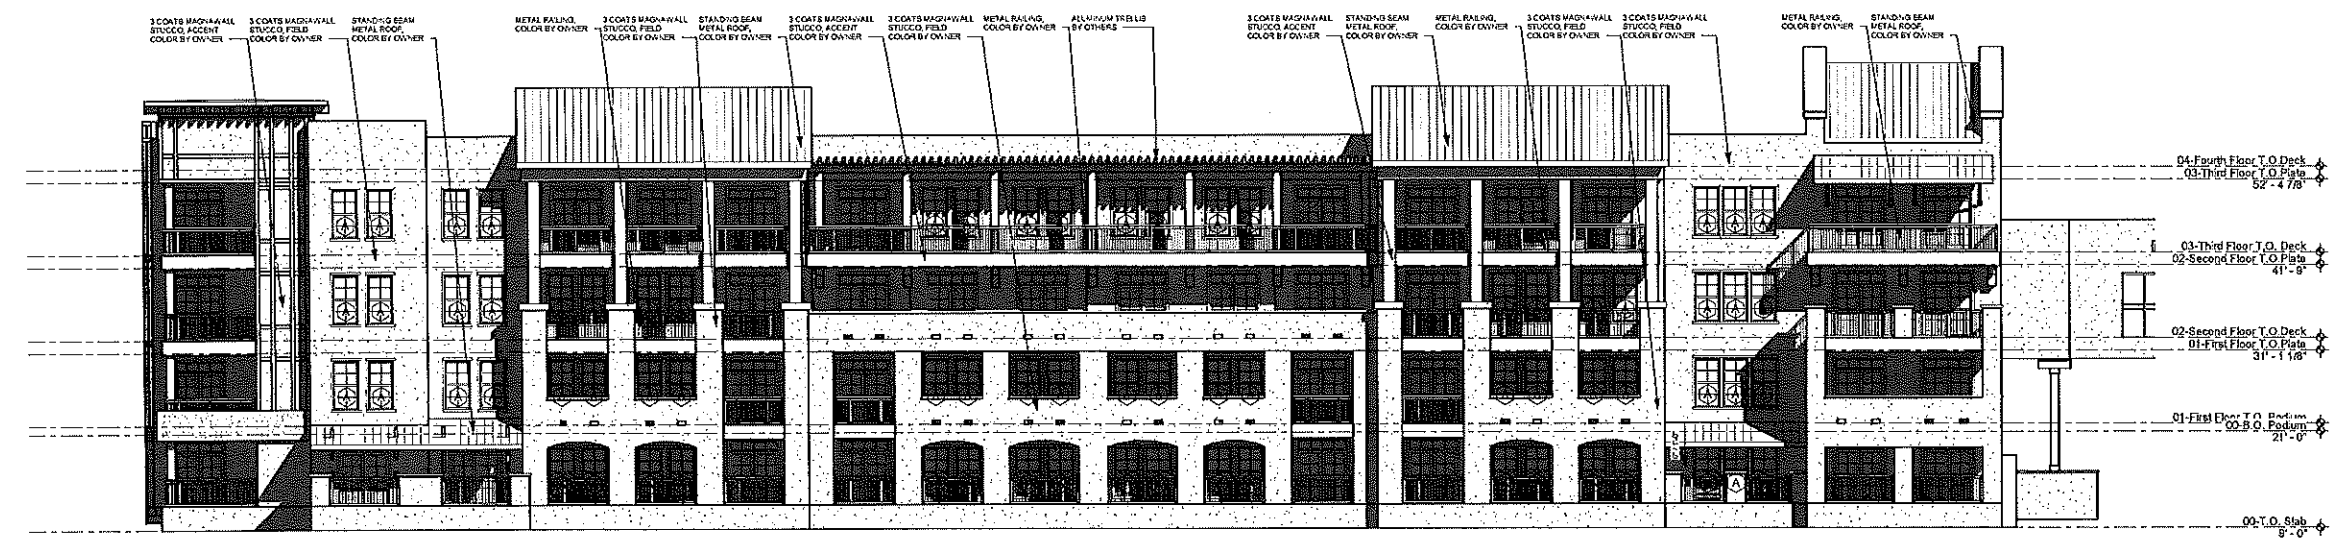 3 COATS MAGNAWALL
STUCCO, ACCENT
COLOR BY OWNER
3 COATS MAGNAWALL
STUCCO, FIELD
COLOR BY OWNER
STANDING SEAM
METAL ROOF,
COLOR BY OWNER
METAL RAILING,
COLOR BY OWNER
3 COATS MAGNAWALL
STUCCO, FIELD
COLOR BY OWNER
STANDING SEAM
METAL ROOF,
COLOR BY OWNER
3 COATS MAGNAWALL
STUCCO, ACCENT
COLOR BY OWNER
3 COATS MAGNAWALL
STUCCO, FIELD
COLOR BY OWNER
METAL RAILING,
COLOR BY OWNER
ALUMINUM TRELLIS
BY OTHERS
3 COATS MAGNAWALL
STUCCO, ACCENT
COLOR BY OWNER
STANDING SEAM
METAL ROOF,
COLOR BY OWNER
METAL RAILING,
COLOR BY OWNER
3 COATS MAGNAWALL
STUCCO, FIELD
COLOR BY OWNER
3 COATS MAGNAWALL
STUCCO, FIELD
COLOR BY OWNER
METAL RAILING,
COLOR BY OWNER
STANDING SEAM
METAL ROOF,
COLOR BY OWNER
04-Fourth Floor T.O.Deck
03-Third Floor T.O.Plate
52' - 4 7/8"
03-Third Floor T.O. Deck
02-Second Floor T.O.Plate
41' - 9"
02-Second Floor T.O.Deck
01-First Floor T.O.Plate
31' - 1 1/8"
01-First Floor T.O. Podium
00-B.O. Podium
21' - 0"
A
00-T.O. Slab
9' - 0"